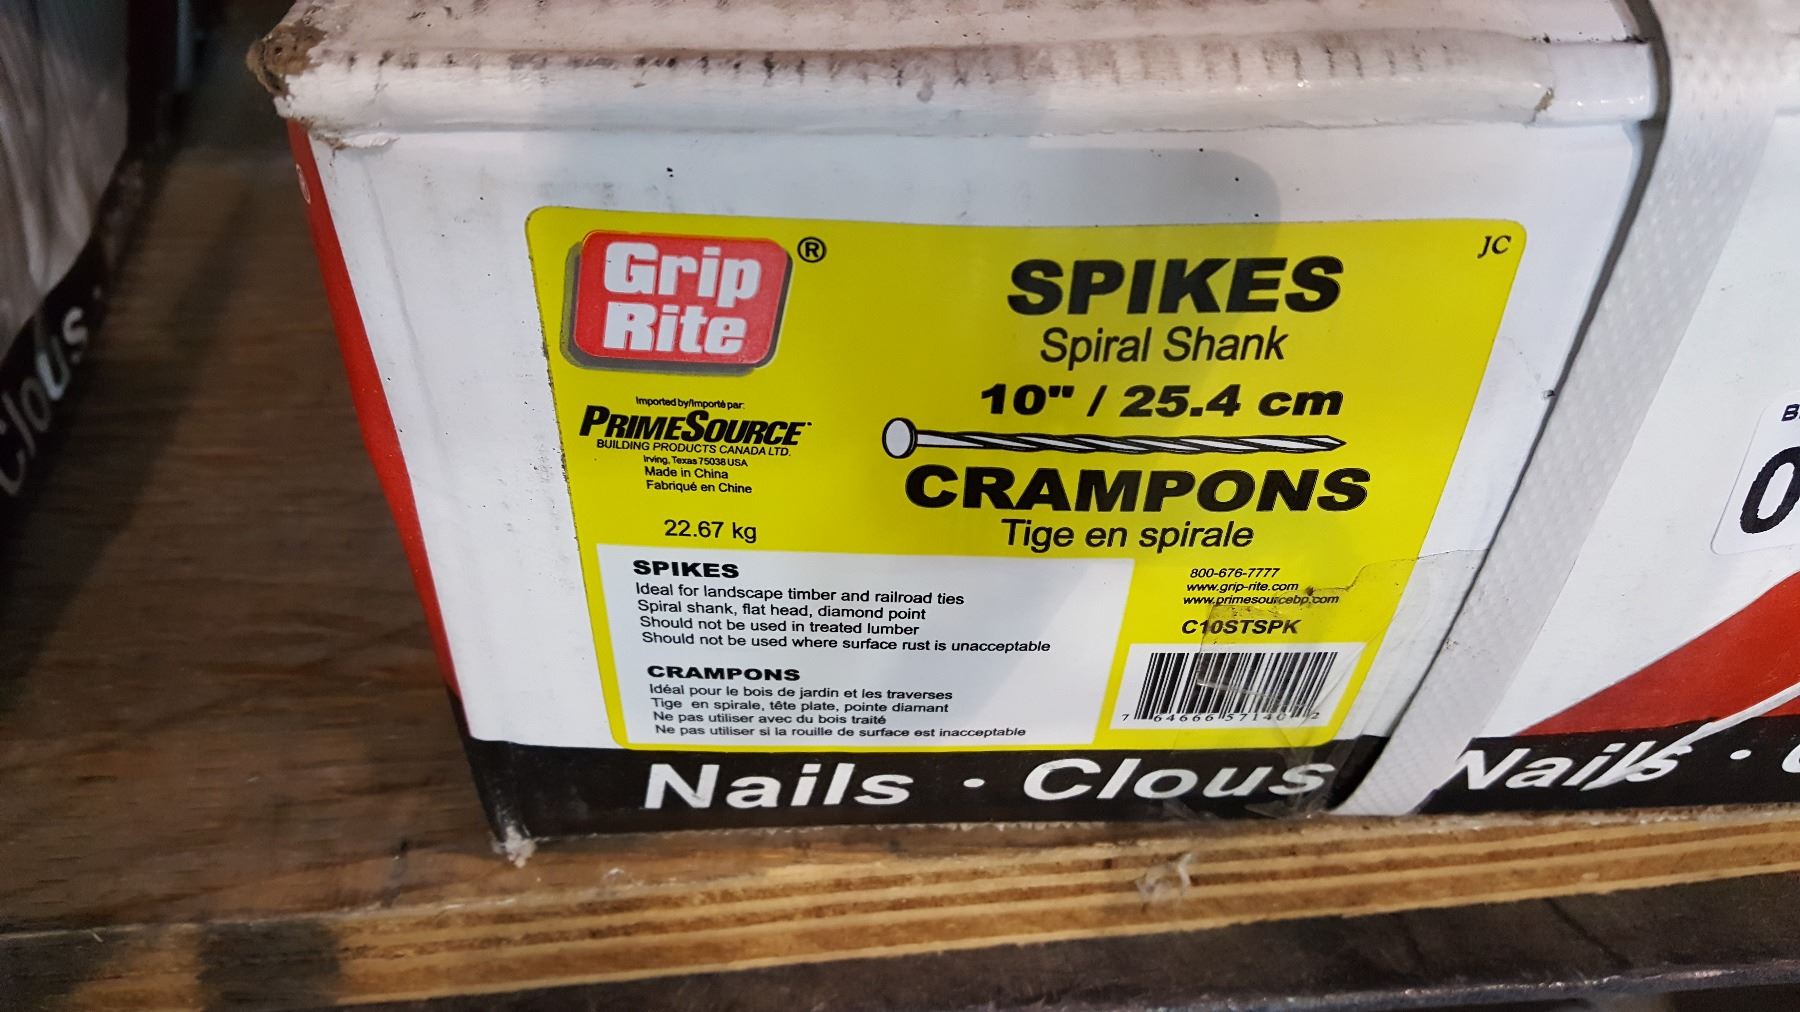 Clous
Grip
Rite
®
JC
SPIKES
Spiral Shank
10" / 25.4 cm
CRAMPONS
Tige en spirale
Imported by/Importé par:
PRIMESOURCE
BUILDING PRODUCTS CANADA LTD.
Irving, Texas 75038 USA
Made in China
Fabriqué en Chine
22.67 kg
SPIKES
Ideal for landscape timber and railroad ties
Spiral shank, flat head, diamond point
Should not be used in treated lumber
Should not be used where surface rust is unacceptable
CRAMPONS
Idéal pour le bois de jardin et les traverses
Tige en spirale, tête plate, pointe diamant
Ne pas utiliser avec du bois traité
Ne pas utiliser si la rouille de surface est inacceptable
800-676-7777
www.grip-rite.com
www.primesourcebp.com
C10STSPK
Nails • Clous
Nails •